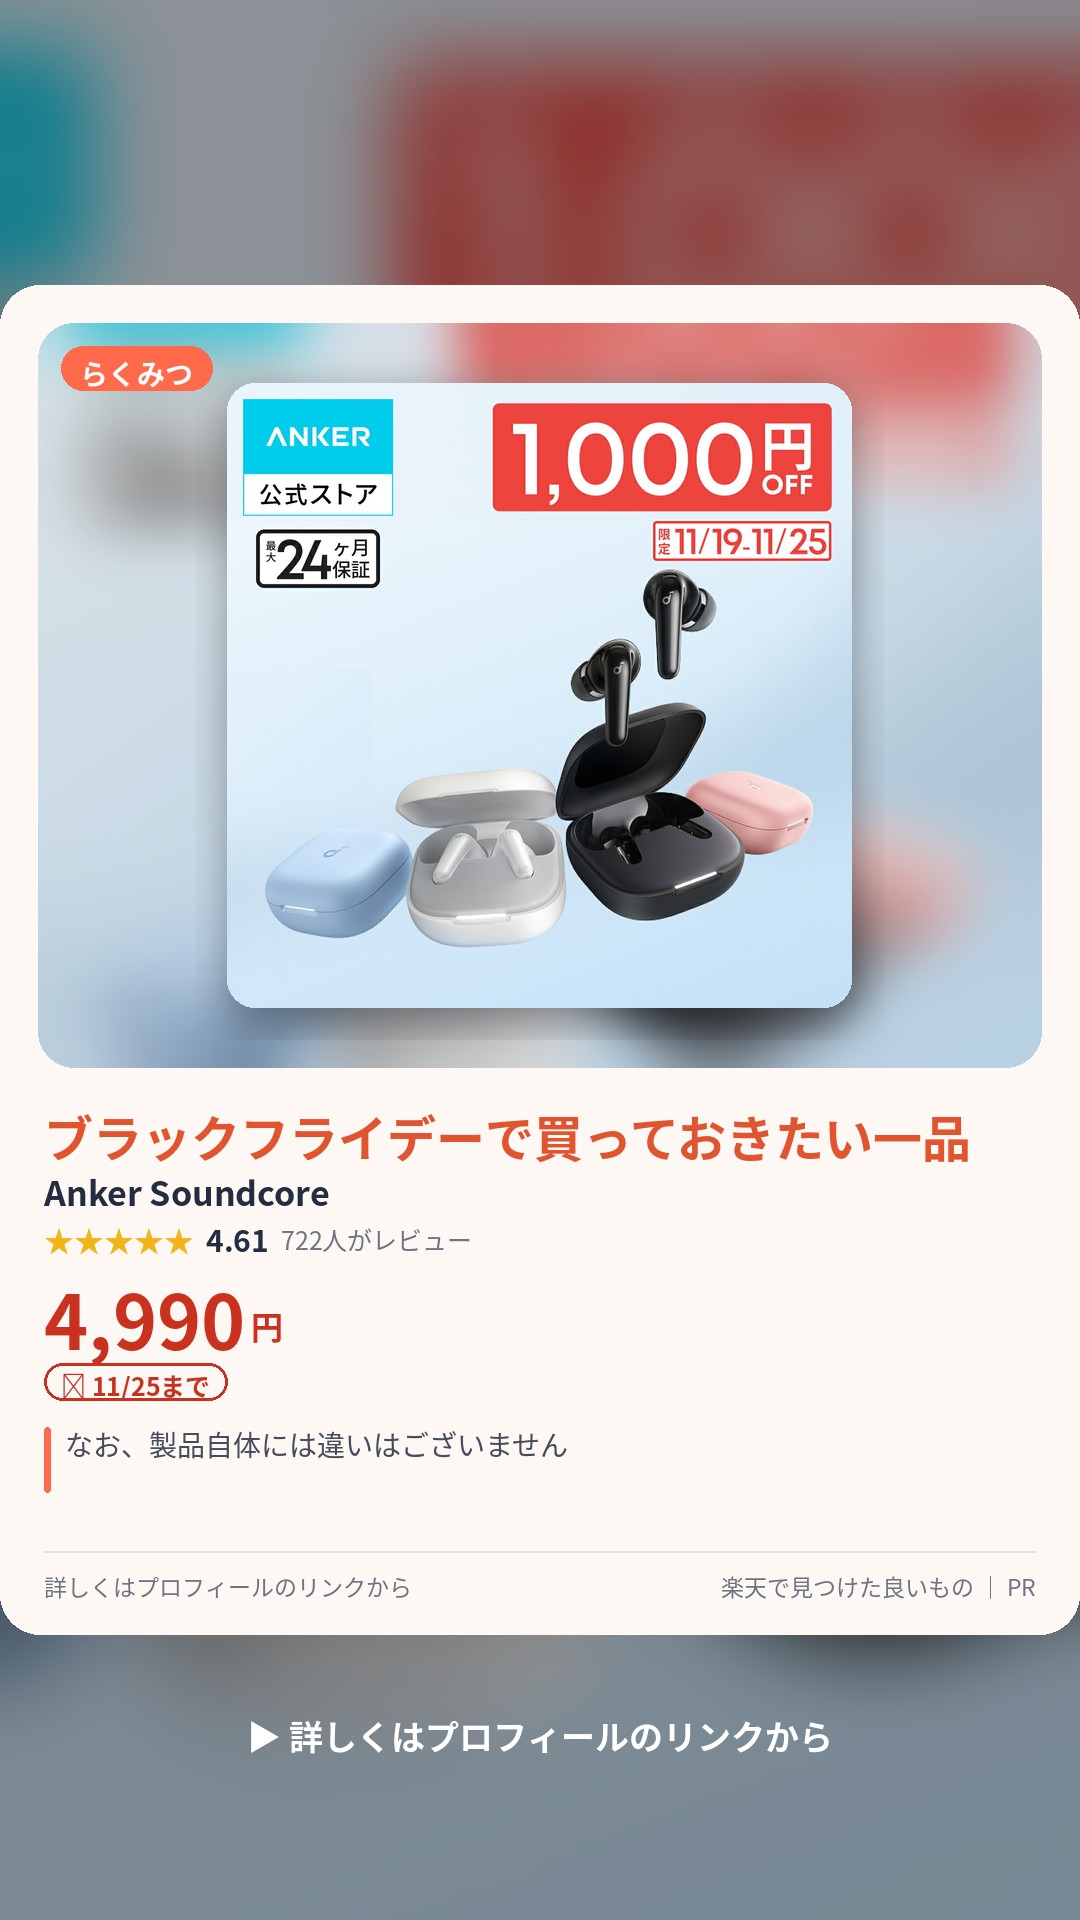 らくみつ
ANKER
公式ストア
1,000円
OFF
限定 11/19-11/25
最大24ヶ月保証
ブラックフライデーで買っておきたい一品
Anker Soundcore
★★★★★ 4.61 722人がレビュー
4,990円
11/25まで
なお、製品自体には違いはございません
詳しくはプロフィールのリンクから
楽天で見つけた良いもの | PR
▶ 詳しくはプロフィールのリンクから